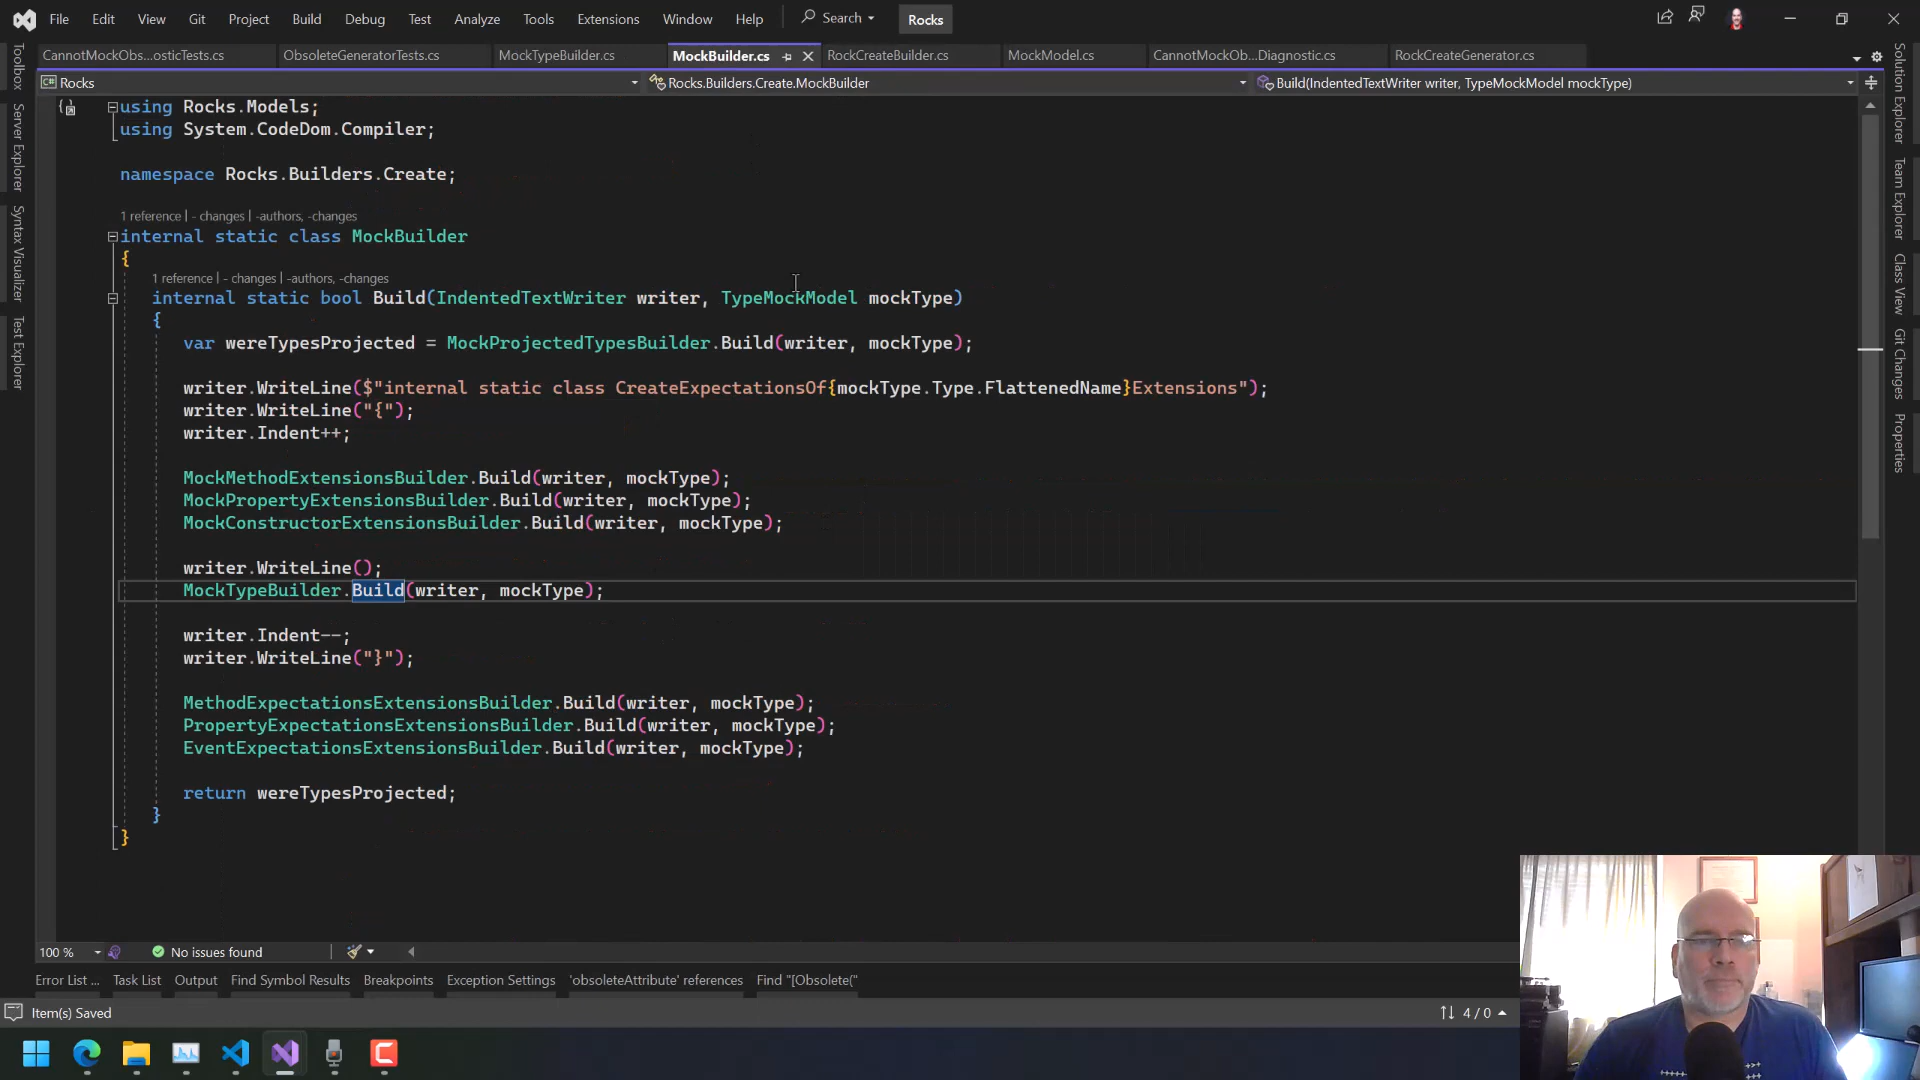 File Edit View Git Project Build Debug Test Analyze Tools Extensions Window Help Search Rocks
CannotMockObs...osticTests.cs ObsoleteGeneratorTests.cs MockTypeBuilder.cs MockBuilder.cs RockCreateBuilder.cs MockModel.cs CannotMockOb...Diagnostic.cs RockCreateGenerator.cs
Rocks Rocks.Builders.Create.MockBuilder Build(IndentedTextWriter writer, TypeMockModel mockType)
using Rocks.Models;
using System.CodeDom.Compiler;
namespace Rocks.Builders.Create;
1 reference | - changes | -authors, -changes
internal static class MockBuilder
{
1 reference | - changes | -authors, -changes
internal static bool Build(IndentedTextWriter writer, TypeMockModel mockType)
{
var wereTypesProjected = MockProjectedTypesBuilder.Build(writer, mockType);
writer.WriteLine($"internal static class CreateExpectationsOf{mockType.Type.FlattenedName}Extensions");
writer.WriteLine("{");
writer.Indent++;
MockMethodExtensionsBuilder.Build(writer, mockType);
MockPropertyExtensionsBuilder.Build(writer, mockType);
MockConstructorExtensionsBuilder.Build(writer, mockType);
writer.WriteLine();
MockTypeBuilder.Build(writer, mockType);
writer.Indent--;
writer.WriteLine("}");
MethodExpectationsExtensionsBuilder.Build(writer, mockType);
PropertyExpectationsExtensionsBuilder.Build(writer, mockType);
EventExpectationsExtensionsBuilder.Build(writer, mockType);
return wereTypesProjected;
}
}
Toolbox
Server Explorer
Syntax Visualizer
Test Explorer
Solution Explorer
Team Explorer
Class View
Git Changes
Properties
100 % No issues found
Error List ... Task List Output Find Symbol Results Breakpoints Exception Settings 'obsoleteAttribute' references Find "[Obsolete("
Item(s) Saved 4 / 0